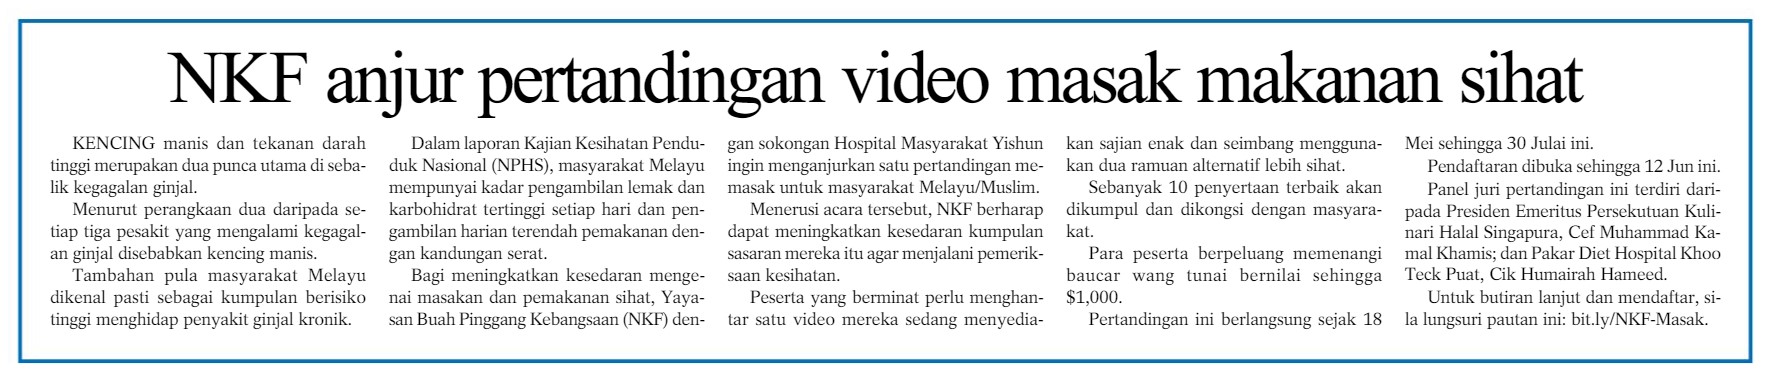 NKF anjur pertandingan video masak makanan sihat
KENCING manis dan tekanan darah
tinggi merupakan dua punca utama di seba-
lik kegagalan ginjal.
Menurut perangkaan dua daripada se-
tiap tiga pesakit yang mengalami kegagal-
an ginjal disebabkan kencing manis.
Tambahan pula masyarakat Melayu
dikenal pasti sebagai kumpulan berisiko
tinggi menghidap penyakit ginjal kronik.
Dalam laporan Kajian Kesihatan Pendu-
duk Nasional (NPHS), masyarakat Melayu
mempunyai kadar pengambilan lemak dan
karbohidrat tertinggi setiap hari dan pen-
gambilan harian terendah pemakanan den-
gan kandungan serat.
Bagi meningkatkan kesedaran menge-
nai masakan dan pemakanan sihat, Yaya-
san Buah Pinggang Kebangsaan (NKF) den-
gan sokongan Hospital Masyarakat Yishun
ingin menganjurkan satu pertandingan me-
masak untuk masyarakat Melayu/Muslim.
Menerusi acara tersebut, NKF berharap
dapat meningkatkan kesedaran kumpulan
sasaran mereka itu agar menjalani pemerik-
saan kesihatan.
Peserta yang berminat perlu menghan-
tar satu video mereka sedang menyedia-
kan sajian enak dan seimbang mengguna-
kan dua ramuan alternatif lebih sihat.
Sebanyak 10 penyertaan terbaik akan
dikumpul dan dikongsi dengan masyara-
kat.
Para peserta berpeluang memenangi
baucar wang tunai bernilai sehingga
$1,000.
Pertandingan ini berlangsung sejak 18
Mei sehingga 30 Julai ini.
Pendaftaran dibuka sehingga 12 Jun ini.
Panel juri pertandingan ini terdiri dari-
pada Presiden Emeritus Persekutuan Kuli-
nari Halal Singapura, Cef Muhammad Ka-
mal Khamis; dan Pakar Diet Hospital Khoo
Teck Puat, Cik Humairah Hameed.
Untuk butiran lanjut dan mendaftar, si-
la lungsuri pautan ini: bit.ly/NKF-Masak.